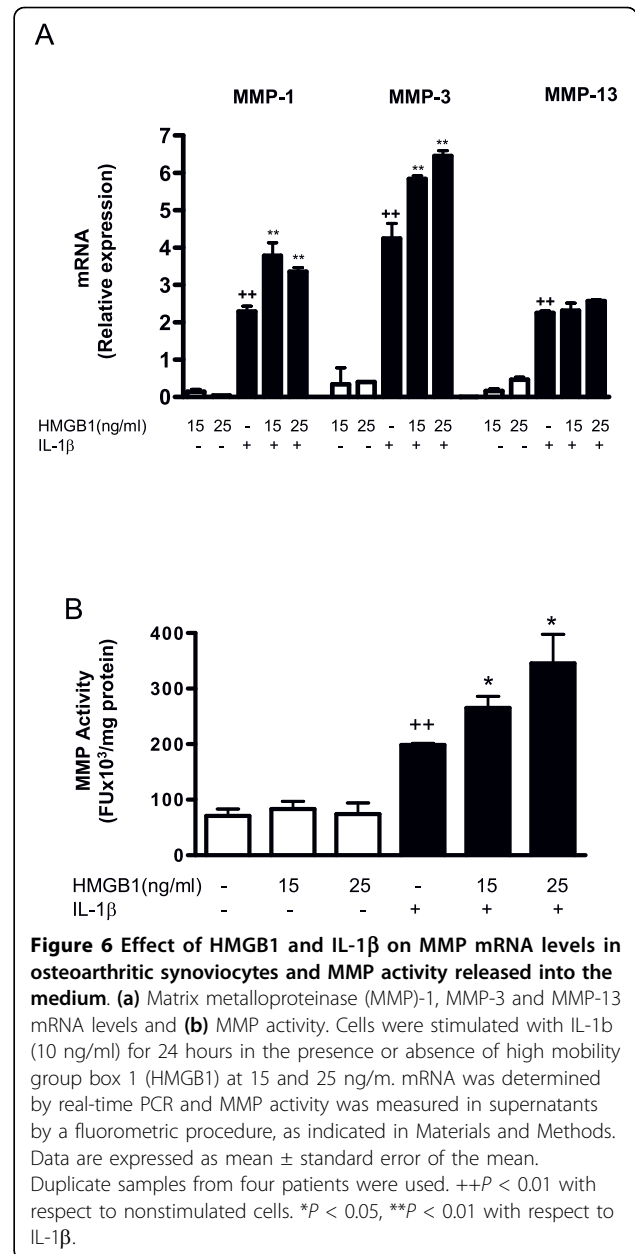 A
MMP-1 MMP-3 MMP-13
mRNA
(Relative expression)
7
6
5
4
3
2
1
0
++ ** ** ++ ** ** ++
HMGB1(ng/ml) 15 25 - 15 25 15 25 - 15 25 15 25 - 15 25
IL-1β - - + + + - - + + + - - + + +
B
MMP Activity
(FUx10³/mg protein)
400
300
200
100
0
++ * *
HMGB1(ng/ml) - 15 25 - 15 25
IL-1β - - - + + +
Figure 6 Effect of HMGB1 and IL-1β on MMP mRNA levels in
osteoarthritic synoviocytes and MMP activity released into the
medium. (a) Matrix metalloproteinase (MMP)-1, MMP-3 and MMP-13
mRNA levels and (b) MMP activity. Cells were stimulated with IL-1b
(10 ng/ml) for 24 hours in the presence or absence of high mobility
group box 1 (HMGB1) at 15 and 25 ng/m. mRNA was determined
by real-time PCR and MMP activity was measured in supernatants
by a fluorometric procedure, as indicated in Materials and Methods.
Data are expressed as mean ± standard error of the mean.
Duplicate samples from four patients were used. ++P < 0.01 with
respect to nonstimulated cells. *P < 0.05, **P < 0.01 with respect to
IL-1β.